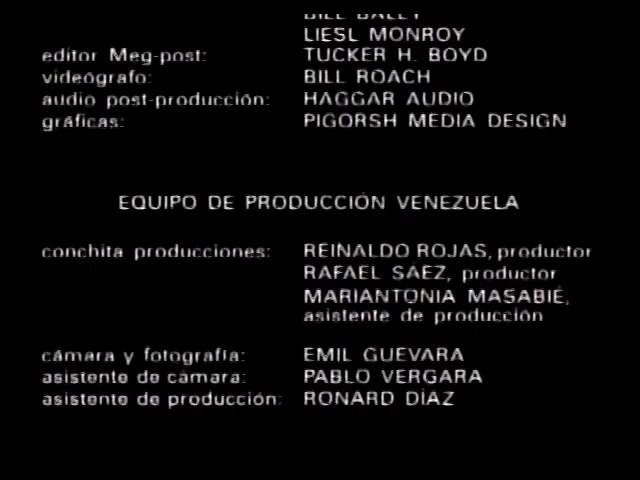 BILL BALEY
LIESL MONROY
editor Meg-post: TUCKER H. BOYD
videógrafo: BILL ROACH
audio post-producción: HAGGAR AUDIO
gráficas: PIGORSH MEDIA DESIGN
EQUIPO DE PRODUCCIÓN VENEZUELA
conchita producciones: REINALDO ROJAS, productor
RAFAEL SÁEZ, productor
MARIANTONIA MASABIÉ,
asistente de producción
cámara y fotografía: EMIL GUEVARA
asistente de cámara: PABLO VERGARA
asistente de producción: RONARD DÍAZ